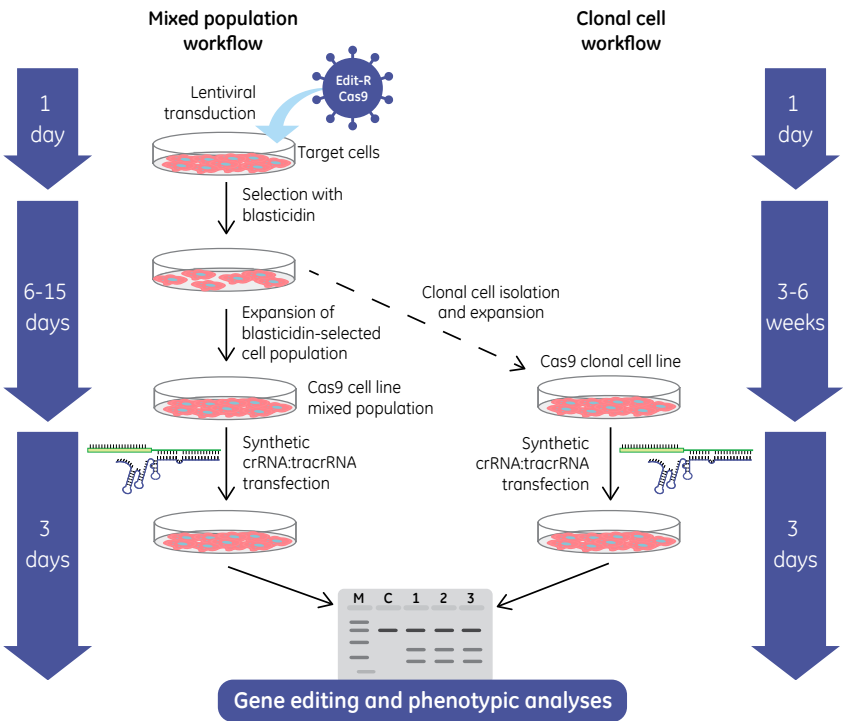 Mixed population
workflow
Clonal cell
workflow
1
day
Lentiviral
transduction
Edit-R
Cas9
Target cells
1
day
Selection with
blasticidin
6-15
days
Clonal cell isolation
and expansion
3-6
weeks
Expansion of
blasticidin-selected
cell population
Cas9 cell line
mixed population
Cas9 clonal cell line
Synthetic
crRNA:tracrRNA
transfection
Synthetic
crRNA:tracrRNA
transfection
3
days
3
days
M C 1 2 3
Gene editing and phenotypic analyses